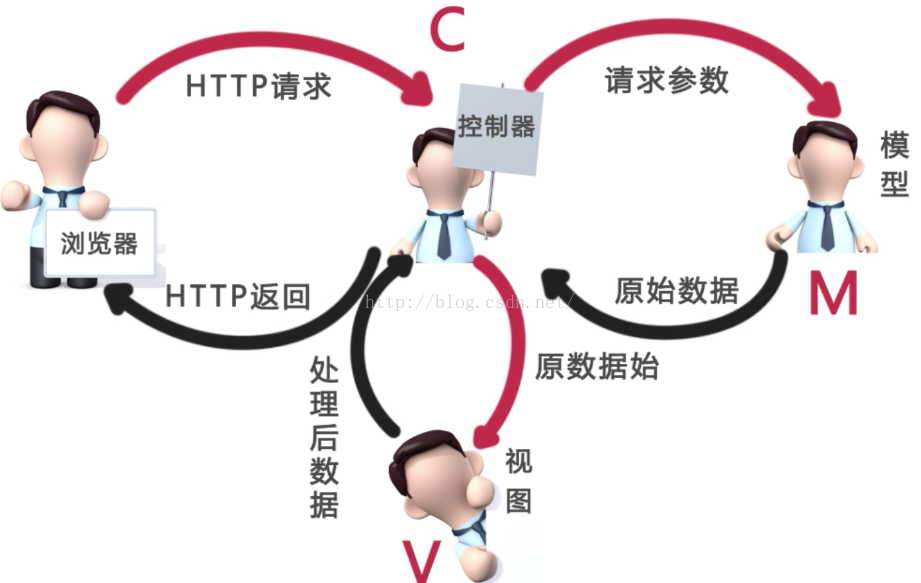 C
HTTP请求
请求参数
控制器
模型
浏览器
HTTP返回
原始数据
M
http://blog.csdn.net/
原数据始
处理后数据
视图
V